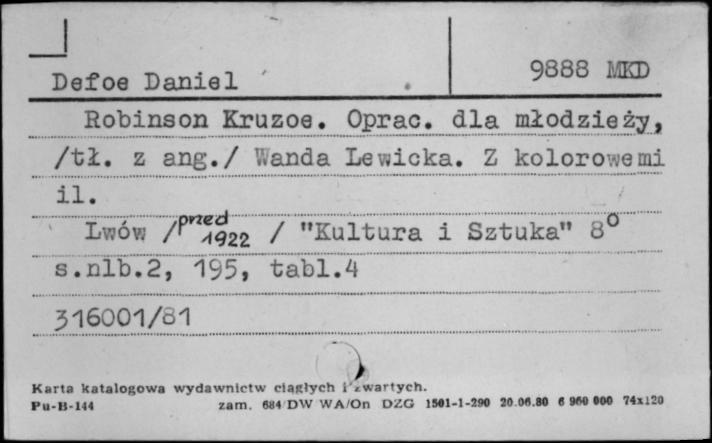 Defoe Daniel 9888 MKD
Robinson Kruzoe. Oprac. dla młodzieży,
/tł. z ang./ Wanda Lewicka. Z kolorowemi
il.
Lwów /przed 1922 / "Kultura i Sztuka" 8º
s.nlb.2, 195, tabl.4
316001/81
Karta katalogowa wydawnictw ciągłych i zwartych.
Pu-B-144 zam. 684/DW WA/On DZG 1501-1-290 20.06.80 6 960 000 74x120